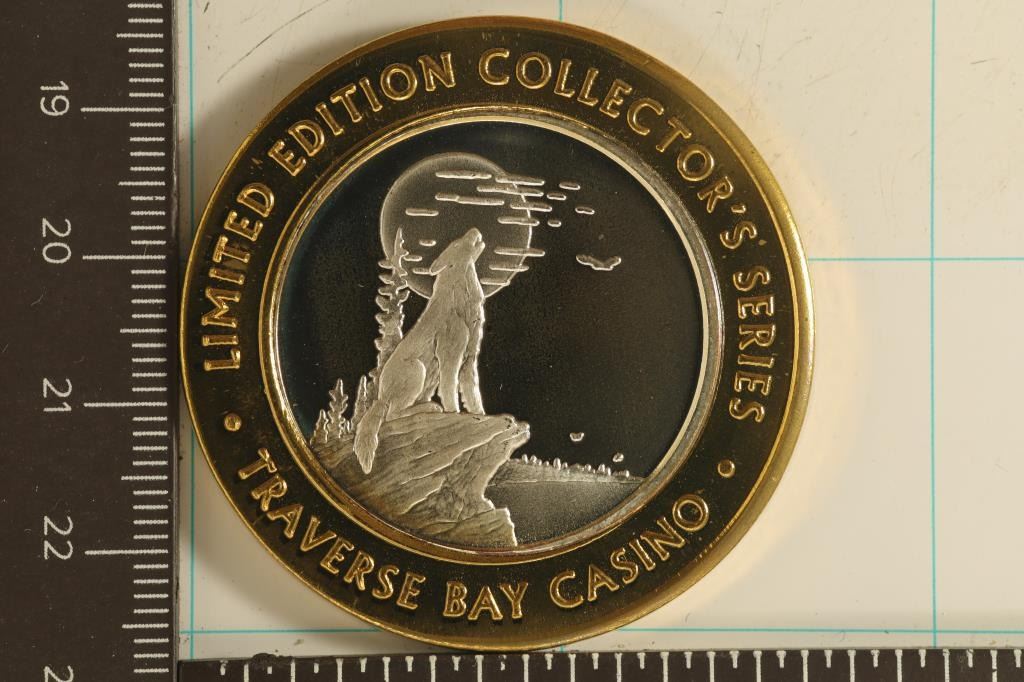 LIMITED EDITION COLLECTOR'S SERIES
• TRAVERSE BAY CASINO •
19
20
21
22